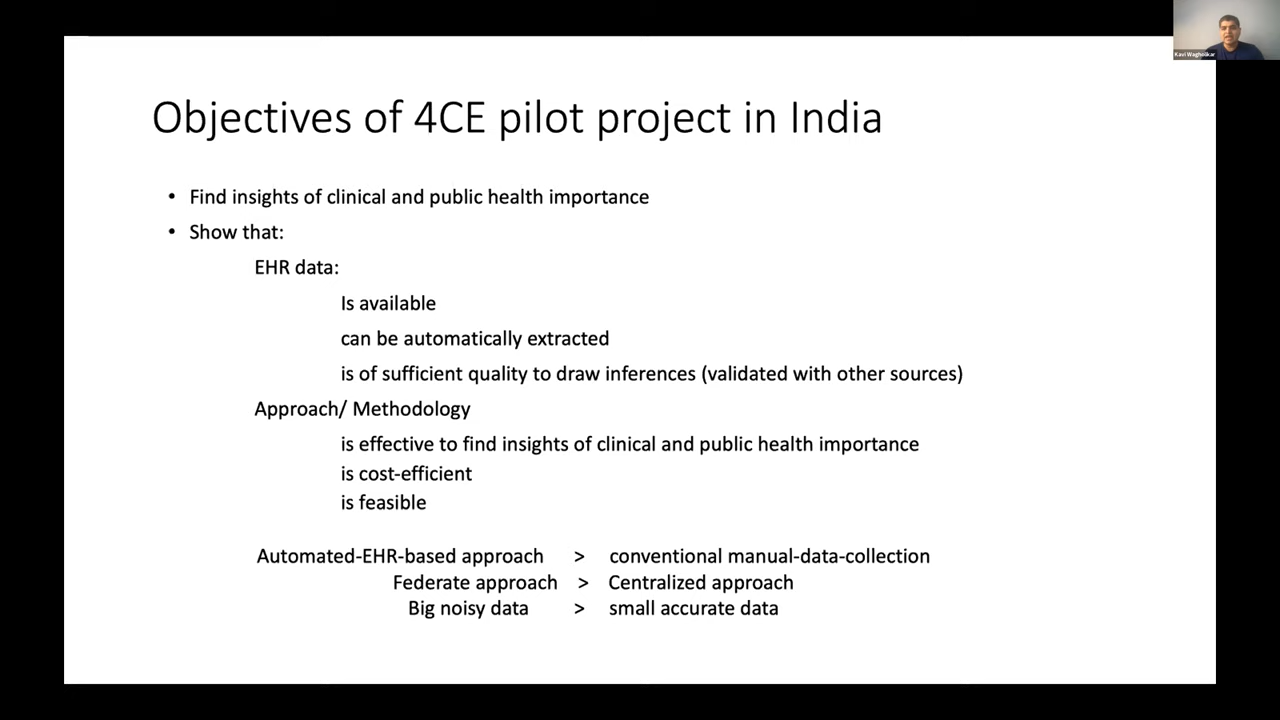 Kavi Wagholikar
Objectives of 4CE pilot project in India
• Find insights of clinical and public health importance
• Show that:
EHR data:
Is available
can be automatically extracted
is of sufficient quality to draw inferences (validated with other sources)
Approach/ Methodology
is effective to find insights of clinical and public health importance
is cost-efficient
is feasible
Automated-EHR-based approach > conventional manual-data-collection
Federate approach > Centralized approach
Big noisy data > small accurate data